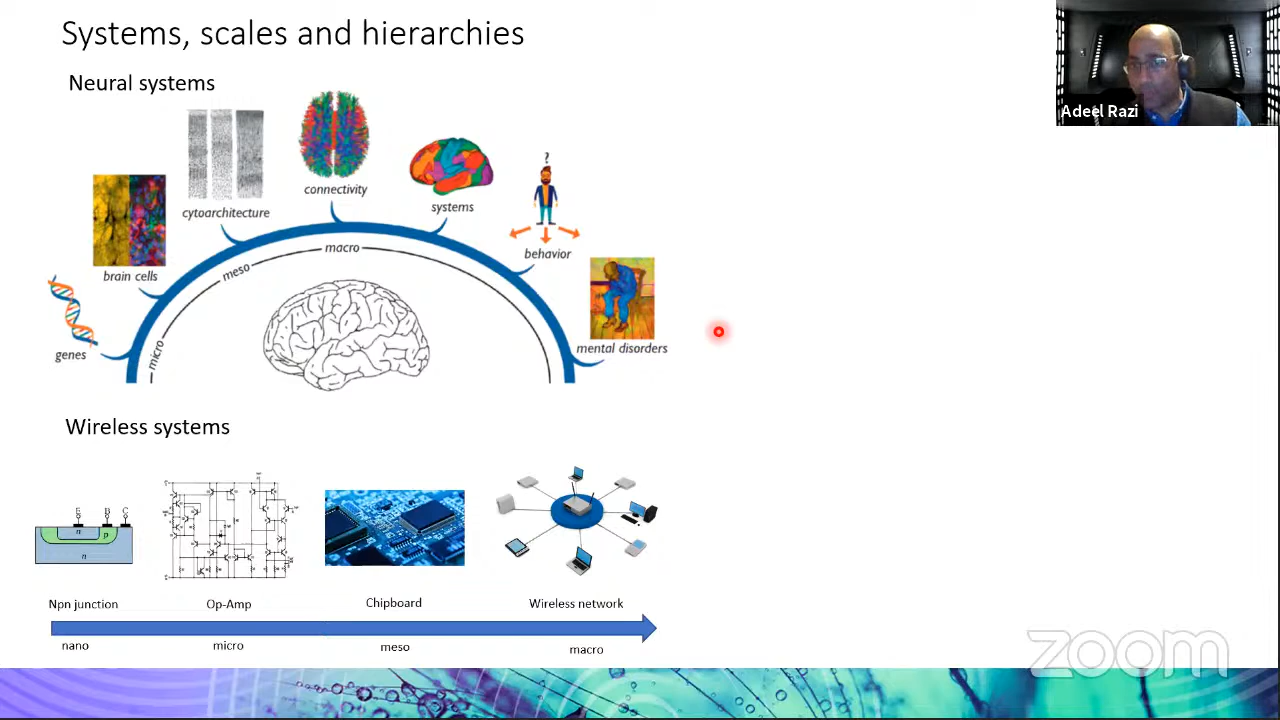 Systems, scales and hierarchies
Adeel Razi
Neural systems
genes
brain cells
cytoarchitecture
connectivity
systems
?
behavior
mental disorders
micro
meso
macro
Wireless systems
E
B
C
n
p
n
Npn junction
Op-Amp
Chipboard
Wireless network
nano
micro
meso
macro
zoom